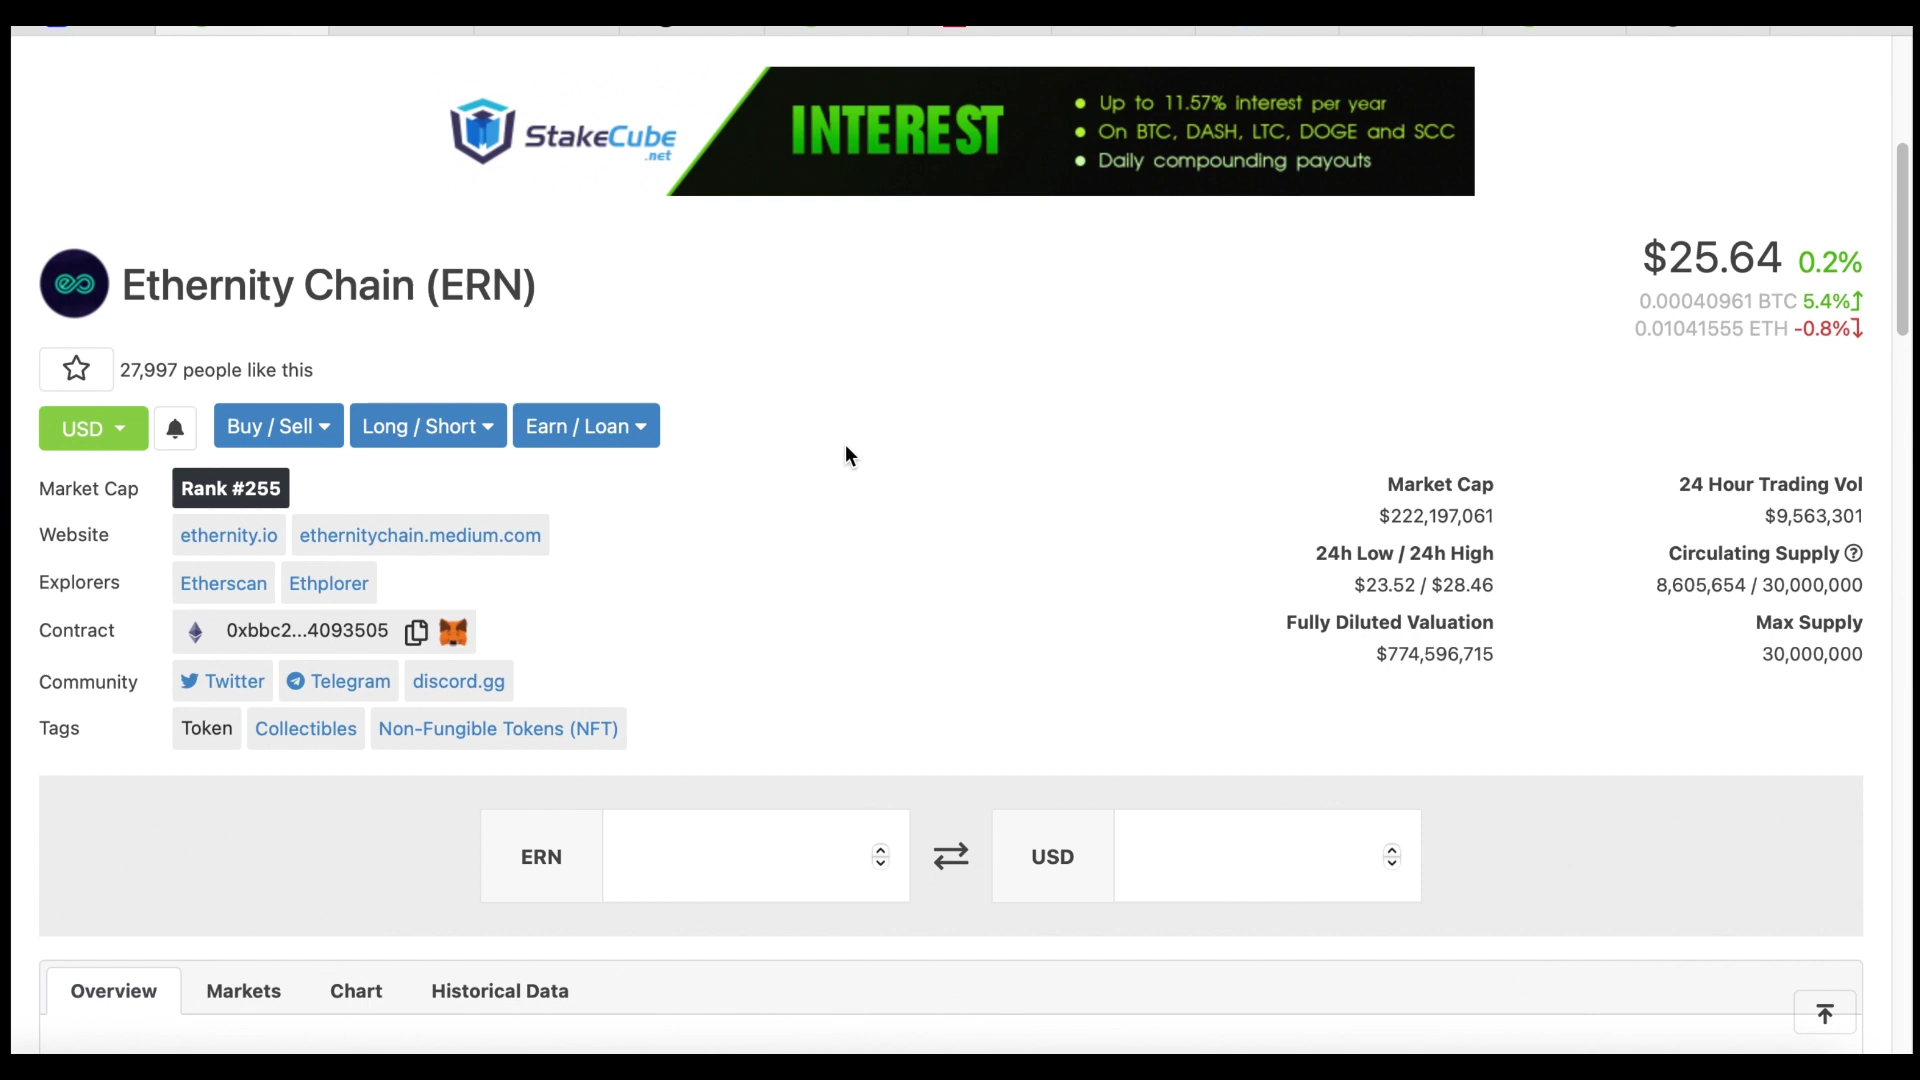 StakeCube
.net
INTEREST
Up to 11.57% interest per year
On BTC, DASH, LTC, DOGE and SCC
Daily compounding payouts
Ethernity Chain (ERN)
$25.64 0.2%
0.00040961 BTC 5.4%
0.01041555 ETH -0.8%
27,997 people like this
USD Buy / Sell Long / Short Earn / Loan
Market Cap Rank #255
Website ethernity.io ethernitychain.medium.com
Explorers Etherscan Ethplorer
Contract 0xbbc2...4093505
Community Twitter Telegram discord.gg
Tags Token Collectibles Non-Fungible Tokens (NFT)
Market Cap 24 Hour Trading Vol
$222,197,061 $9,563,301
24h Low / 24h High Circulating Supply ?
$23.52 / $28.46 8,605,654 / 30,000,000
Fully Diluted Valuation Max Supply
$774,596,715 30,000,000
ERN USD
Overview Markets Chart Historical Data